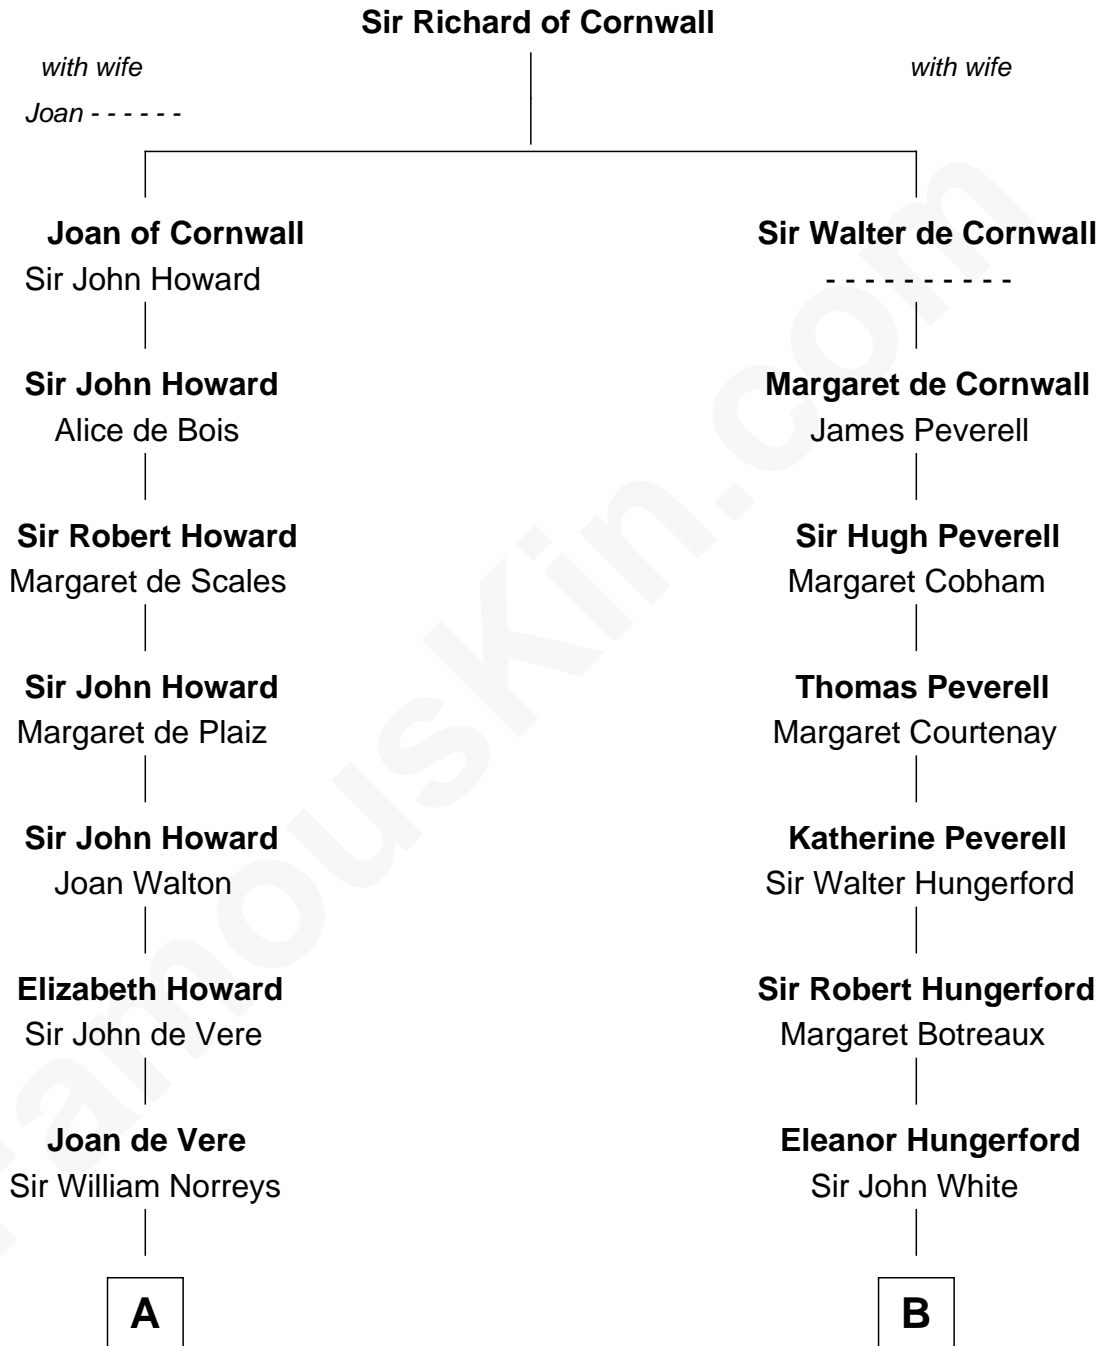 Sir Richard of Cornwall
with wife
with wife
Joan - - - - - -
Joan of Cornwall
Sir Walter de Cornwall
Sir John Howard
- - - - - - - - - -
Sir John Howard
Margaret de Cornwall
Alice de Bois
James Peverell
Sir Robert Howard
Sir Hugh Peverell
Margaret de Scales
Margaret Cobham
Sir John Howard
Thomas Peverell
Margaret de Plaiz
Margaret Courtenay
Sir John Howard
Katherine Peverell
Joan Walton
Sir Walter Hungerford
Elizabeth Howard
Sir Robert Hungerford
Sir John de Vere
Margaret Botreaux
Joan de Vere
Eleanor Hungerford
Sir William Norreys
Sir John White
A
B
FamousKin.com